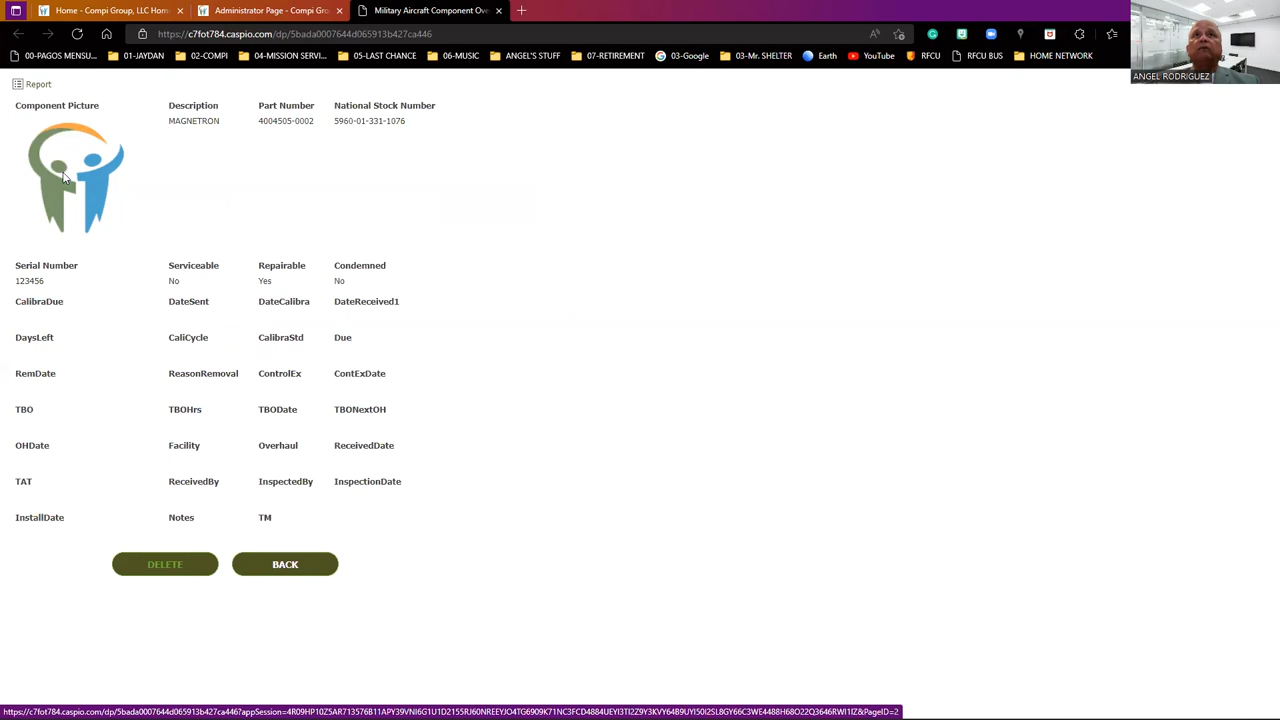 Home - Compi Group, LLC Hom
Administrator Page - Compi Gro
Military Aircraft Component Ove
https://c7fot784.caspio.com/dp/5bada0007644d065913b427ca446
00-PAGOS MENSU...
01-JAYDAN
02-COMPI
04-MISSION SERVI...
05-LAST CHANCE
06-MUSIC
ANGEL'S STUFF
07-RETIREMENT
03-Google
03-Mr. SHELTER
Earth
YouTube
RFCU
RFCU BUS
HOME NETWORK
ANGEL RODRIGUEZ
Report
Component Picture Description Part Number National Stock Number
MAGNETRON 4004505-0002 5960-01-331-1076
Serial Number Serviceable Repairable Condemned
123456 No Yes No
CalibraDue DateSent DateCalibra DateReceived1
DaysLeft CaliCycle CalibraStd Due
RemDate ReasonRemoval ControlEx ContExDate
TBO TBOHrs TBODate TBONextOH
OHDate Facility Overhaul ReceivedDate
TAT ReceivedBy InspectedBy InspectionDate
InstallDate Notes TM
DELETE BACK